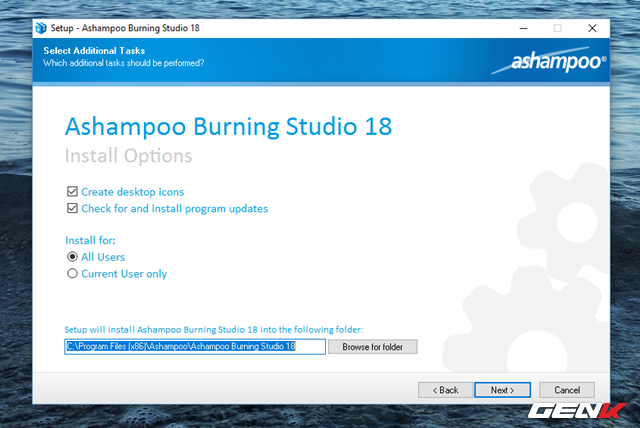 Setup - Ashampoo Burning Studio 18
Select Additional Tasks
Which additional tasks should be performed?
ashampoo®
Ashampoo Burning Studio 18
Install Options
Create desktop icons
Check for and install program updates
Install for:
All Users
Current User only
Setup will install Ashampoo Burning Studio 18 into the following folder:
C:\Program Files (x86)\Ashampoo\Ashampoo Burning Studio 18
Browse for folder
< Back
Next >
Cancel
GENK